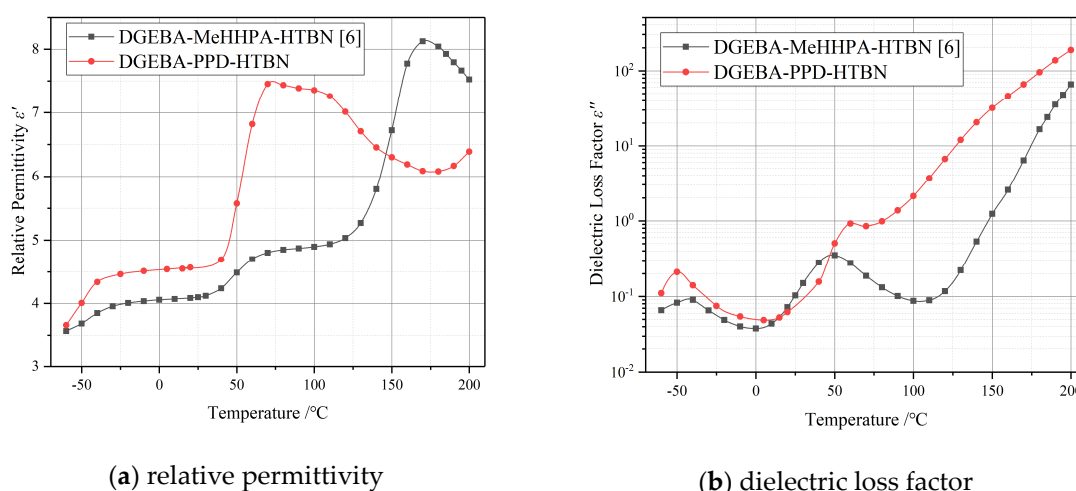 DGEBA-MeHHPA-HTBN [6]
DGEBA-PPD-HTBN
8
7
6
5
4
3
Relative Permittivity ε′
-50 0 50 100 150 200
Temperature /°C
(a) relative permittivity
DGEBA-MeHHPA-HTBN [6]
DGEBA-PPD-HTBN
10²
10¹
10⁰
10⁻¹
10⁻²
Dielectric Loss Factor ε″
-50 0 50 100 150 200
Temperature /°C
(b) dielectric loss factor